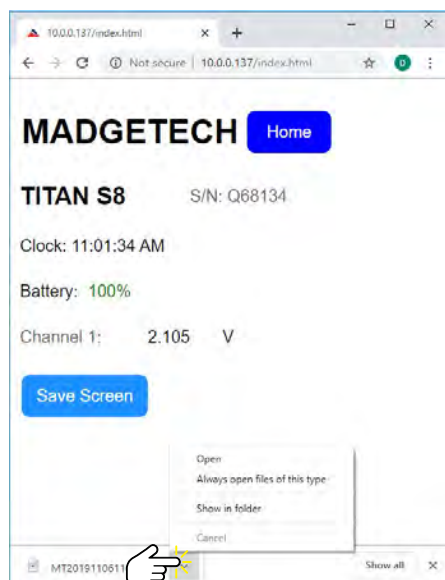 10.0.0.137/index.html
Not secure | 10.0.0.137/index.html
D
MADGETECH Home
TITAN S8 S/N: Q68134
Clock: 11:01:34 AM
Battery: 100%
Channel 1: 2.105 V
Save Screen
Open
Always open files of this type
Show in folder
Cancel
Show all